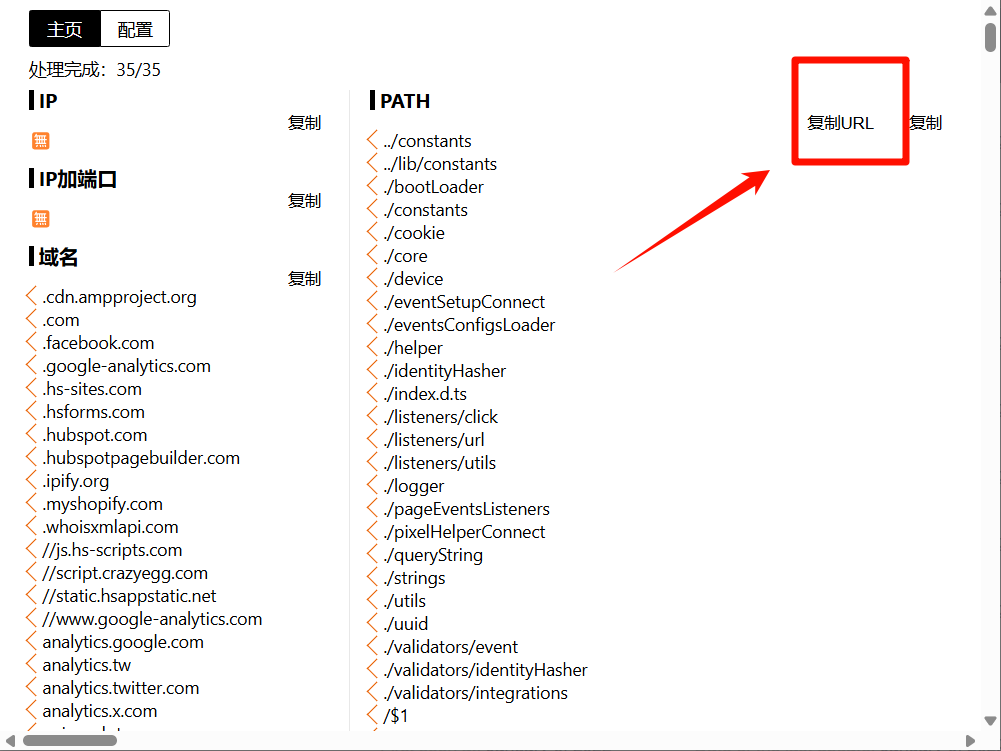 主页 配置
处理完成：35/35
IP
复制
無
IP加端口
复制
無
域名
复制
.cdn.ampproject.org
.com
.facebook.com
.google-analytics.com
.hs-sites.com
.hsforms.com
.hubspot.com
.hubspotpagebuilder.com
.ipify.org
.myshopify.com
.whoisxmlapi.com
//js.hs-scripts.com
//script.crazyegg.com
//static.hsappstatic.net
//www.google-analytics.com
analytics.google.com
analytics.tw
analytics.twitter.com
analytics.x.com
PATH
复制URL 复制
../constants
../lib/constants
./bootLoader
./constants
./cookie
./core
./device
./eventSetupConnect
./eventsConfigsLoader
./helper
./identityHasher
./index.d.ts
./listeners/click
./listeners/url
./listeners/utils
./logger
./pageEventsListeners
./pixelHelperConnect
./queryString
./strings
./utils
./uuid
./validators/event
./validators/identityHasher
./validators/integrations
/$1